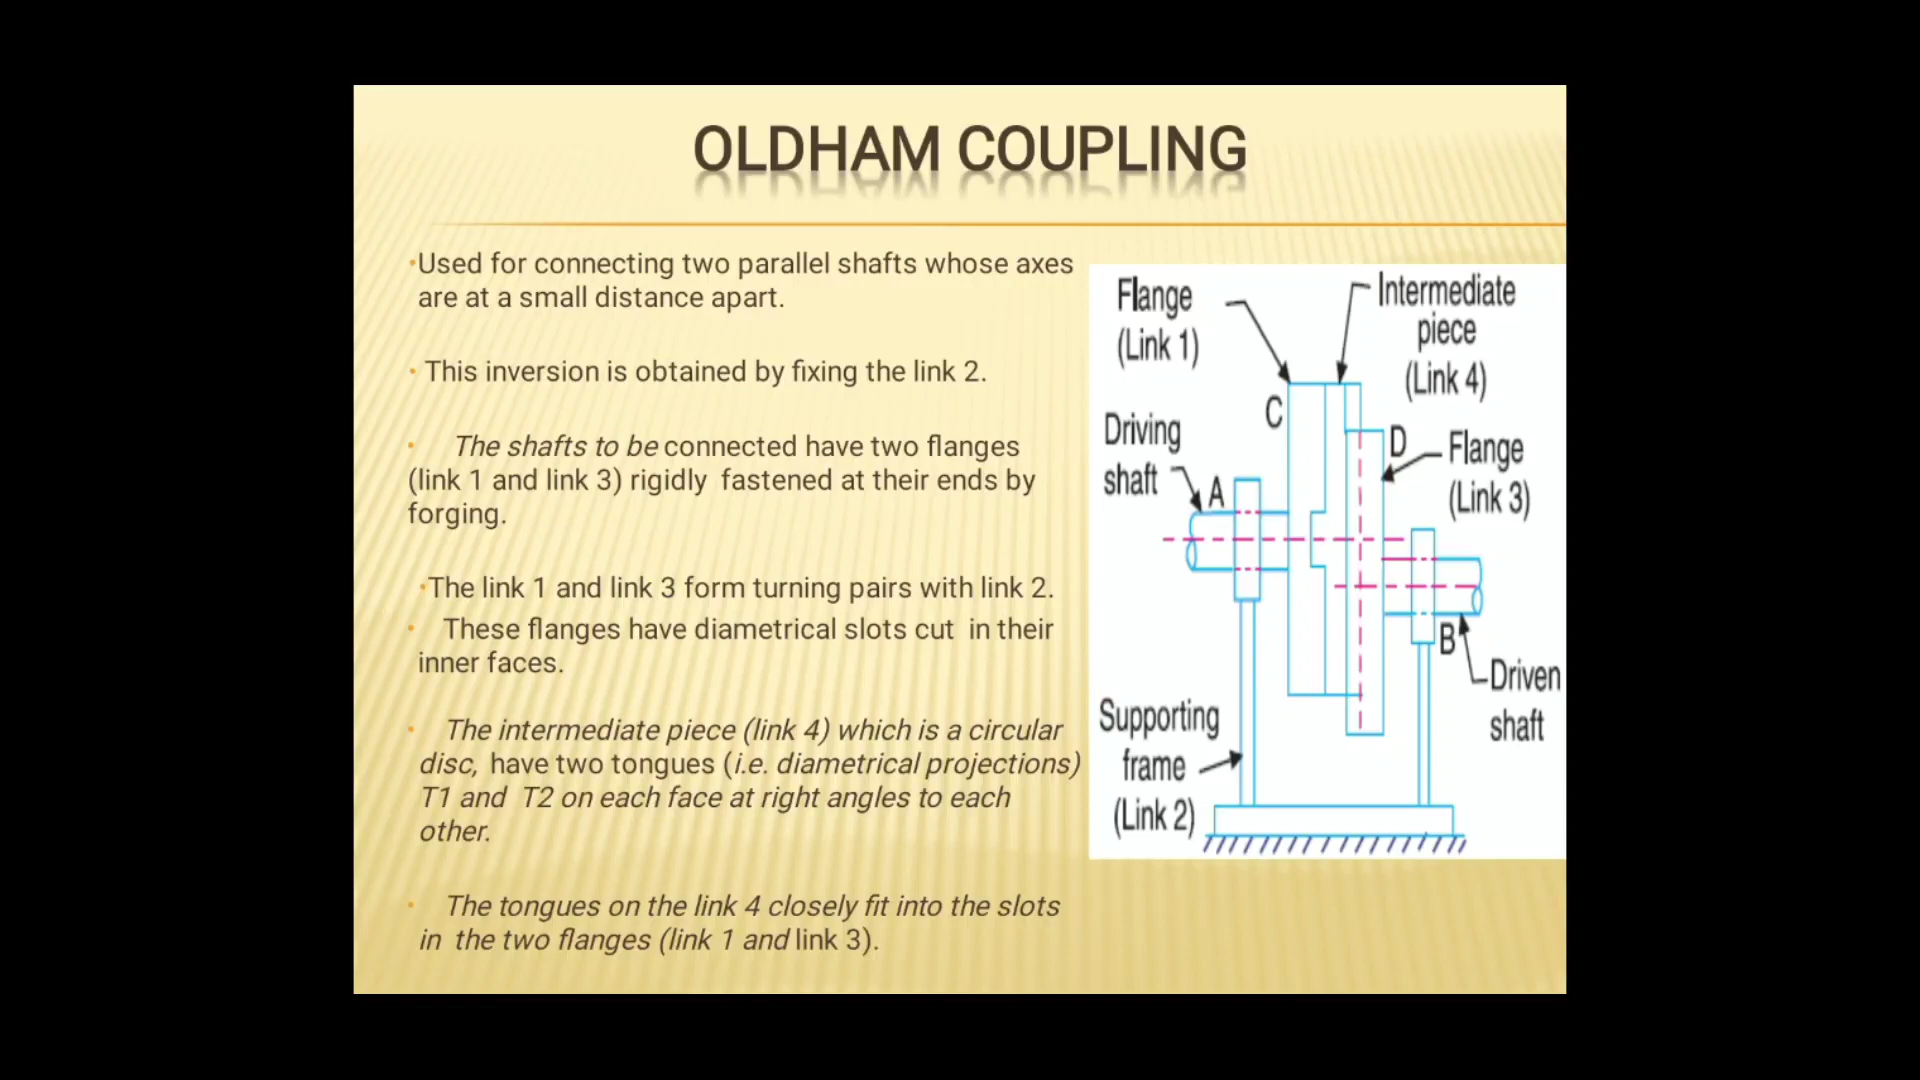 OLDHAM COUPLING
•Used for connecting two parallel shafts whose axes
are at a small distance apart.
• This inversion is obtained by fixing the link 2.
• The shafts to be connected have two flanges
(link 1 and link 3) rigidly fastened at their ends by
forging.
•The link 1 and link 3 form turning pairs with link 2.
• These flanges have diametrical slots cut in their
inner faces.
• The intermediate piece (link 4) which is a circular
disc, have two tongues (i.e. diametrical projections)
T1 and T2 on each face at right angles to each
other.
• The tongues on the link 4 closely fit into the slots
in the two flanges (link 1 and link 3).
Flange
(Link 1)
Intermediate
piece
(Link 4)
C
Driving
shaft
A
D
Flange
(Link 3)
B
Driven
shaft
Supporting
frame
(Link 2)